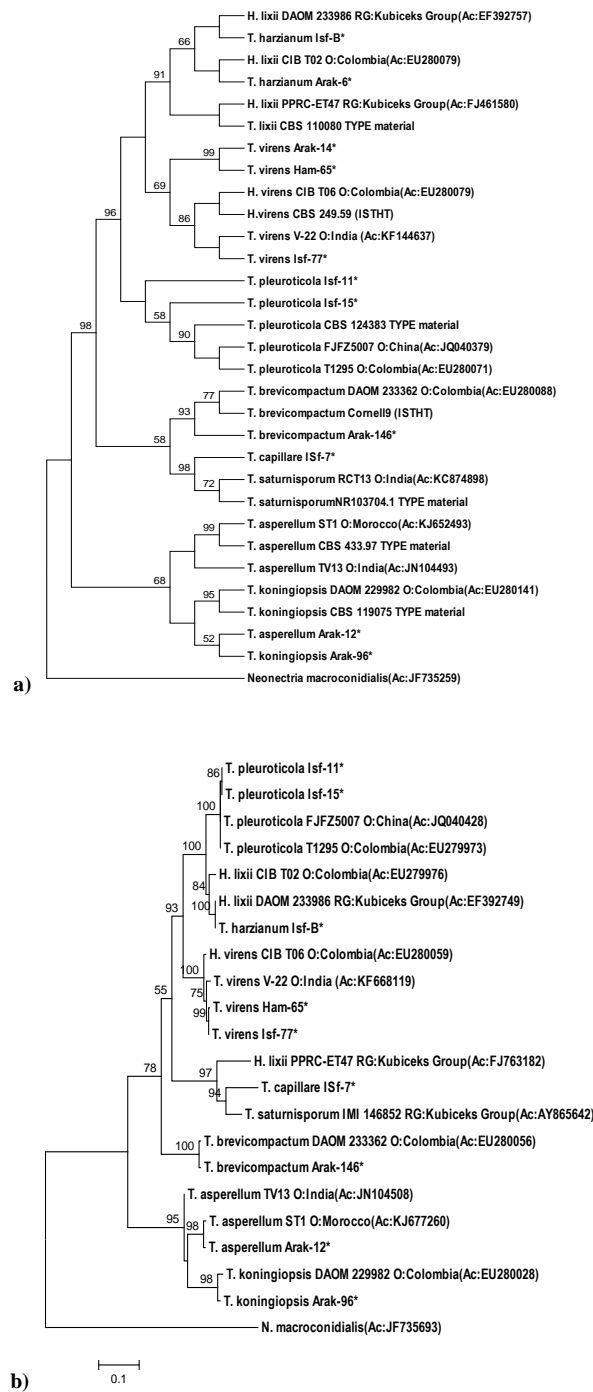 H. lixii DAOM 233986 RG:Kubiceks Group(Ac:EF392757)
66
T. harzianum Isf-B*
H. lixii CIB T02 O:Colombia(Ac:EU280079)
91
T. harzianum Arak-6*
H. lixii PPRC-ET47 RG:Kubiceks Group(Ac:FJ461580)
T. lixii CBS 110080 TYPE material
T. virens Arak-14*
99
T. virens Ham-65*
69
H. virens CIB T06 O:Colombia(Ac:EU280079)
96
H.virens CBS 249.59 (ISTHT)
86
T. virens V-22 O:India (Ac:KF144637)
T. virens Isf-77*
T. pleuroticola Isf-11*
T. pleuroticola Isf-15*
58
T. pleuroticola CBS 124383 TYPE material
98
90
T. pleuroticola FJFZ5007 O:China(Ac:JQ040379)
T. pleuroticola T1295 O:Colombia(Ac:EU280071)
T. brevicompactum DAOM 233362 O:Colombia(Ac:EU280088)
77
T. brevicompactum Cornell9 (ISTHT)
93
T. brevicompactum Arak-146*
58
T. capillare ISf-7*
98
T. saturnisporum RCT13 O:India(Ac:KC874898)
72
T. saturnisporumNR103704.1 TYPE material
T. asperellum ST1 O:Morocco(Ac:KJ652493)
99
T. asperellum CBS 433.97 TYPE material
T. asperellum TV13 O:India(Ac:JN104493)
68
T. koningiopsis DAOM 229982 O:Colombia(Ac:EU280141)
95
T. koningiopsis CBS 119075 TYPE material
T. asperellum Arak-12*
52
T. koningiopsis Arak-96*
Neonectria macroconidialis(Ac:JF735259)
a)
T. pleuroticola Isf-11*
86
T. pleuroticola Isf-15*
100
T. pleuroticola FJFZ5007 O:China(Ac:JQ040428)
100
T. pleuroticola T1295 O:Colombia(Ac:EU279973)
H. lixii CIB T02 O:Colombia(Ac:EU279976)
84
H. lixii DAOM 233986 RG:Kubiceks Group(Ac:EF392749)
100
93
T. harzianum Isf-B*
H. virens CIB T06 O:Colombia(Ac:EU280059)
100
T. virens V-22 O:India (Ac:KF668119)
75
55
T. virens Ham-65*
99
T. virens Isf-77*
H. lixii PPRC-ET47 RG:Kubiceks Group(Ac:FJ763182)
97
78
T. capillare ISf-7*
94
T. saturnisporum IMI 146852 RG:Kubiceks Group(Ac:AY865642)
T. brevicompactum DAOM 233362 O:Colombia(Ac:EU280056)
100
T. brevicompactum Arak-146*
T. asperellum TV13 O:India(Ac:JN104508)
95
T. asperellum ST1 O:Morocco(Ac:KJ677260)
98
T. asperellum Arak-12*
T. koningiopsis DAOM 229982 O:Colombia(Ac:EU280028)
98
T. koningiopsis Arak-96*
N. macroconidialis(Ac:JF735693)
b)
0.1